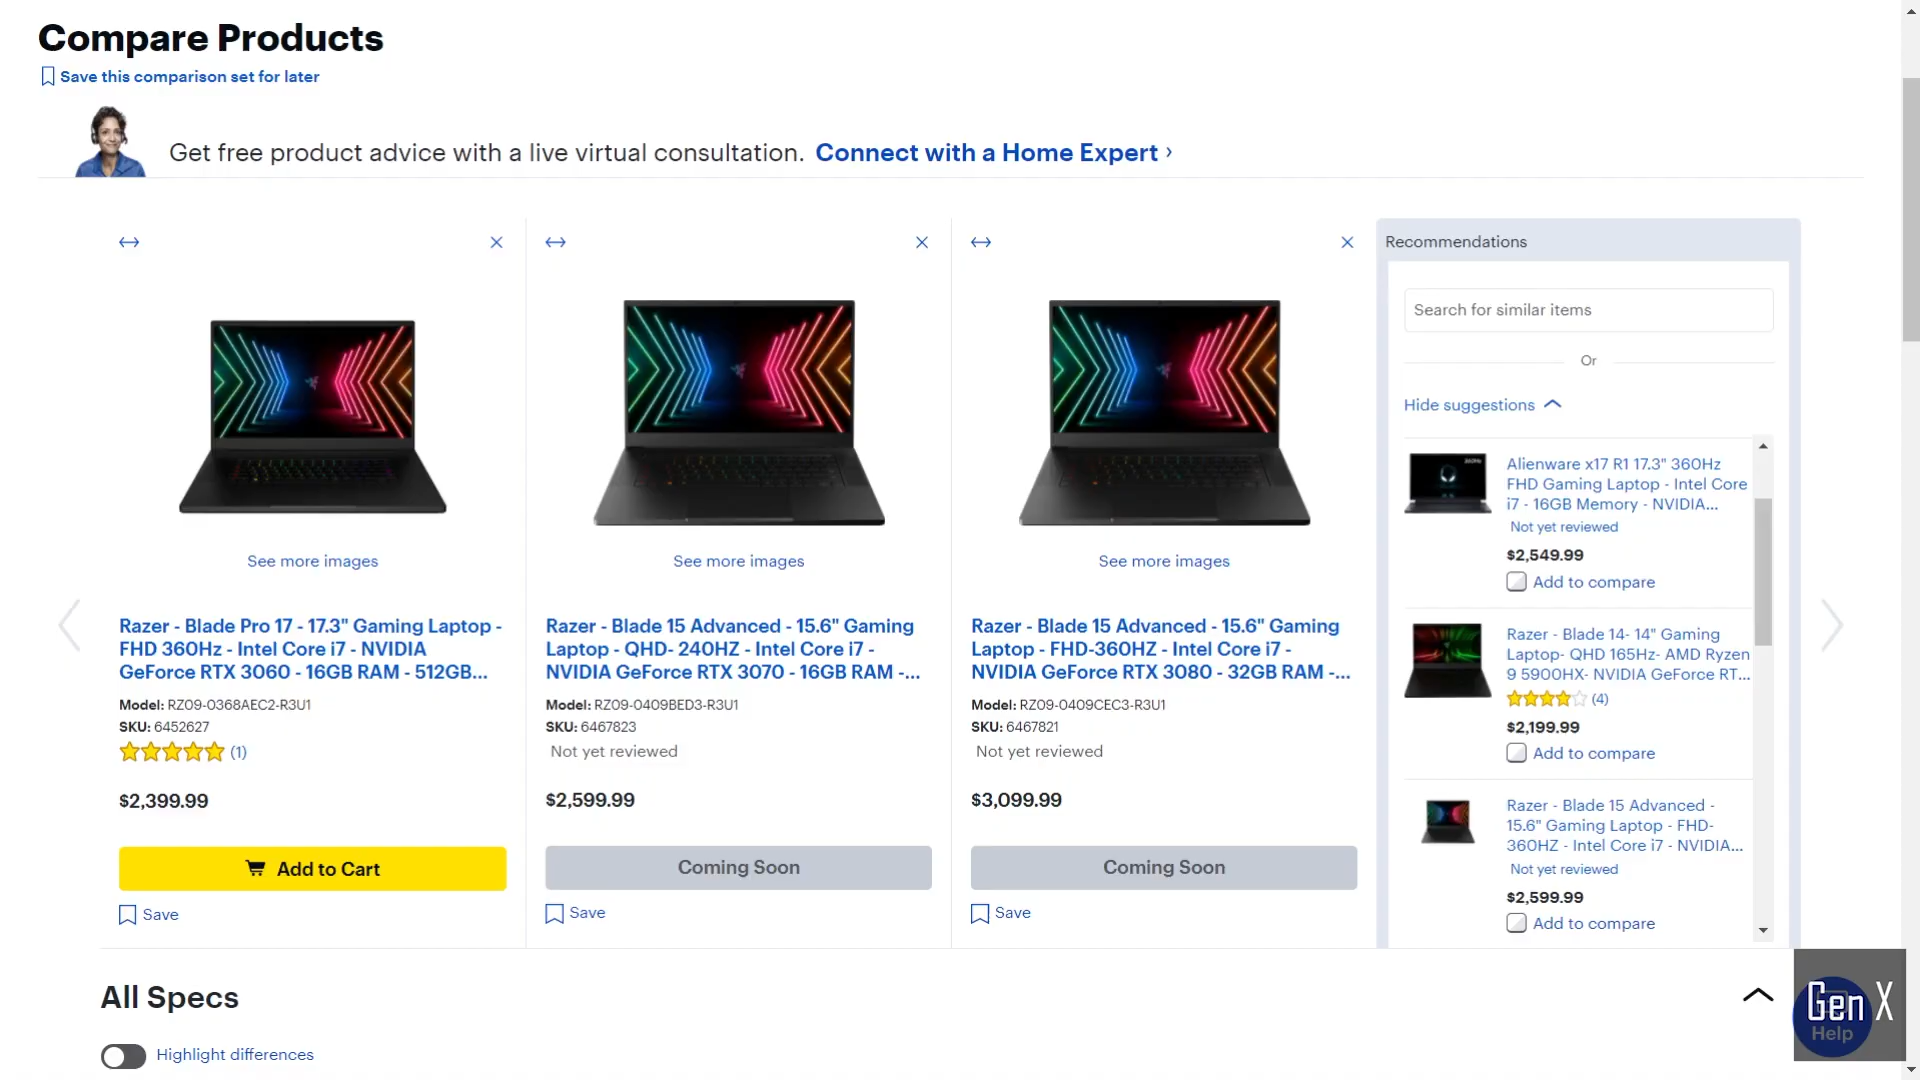 Compare Products
Save this comparison set for later
Get free product advice with a live virtual consultation. Connect with a Home Expert ›
See more images
Razer - Blade Pro 17 - 17.3" Gaming Laptop -
FHD 360Hz - Intel Core i7 - NVIDIA
GeForce RTX 3060 - 16GB RAM - 512GB...
Model: RZ09-0368AEC2-R3U1
SKU: 6452627
(1)
$2,399.99
Add to Cart
Save
See more images
Razer - Blade 15 Advanced - 15.6" Gaming
Laptop - QHD- 240HZ - Intel Core i7 -
NVIDIA GeForce RTX 3070 - 16GB RAM -...
Model: RZ09-0409BED3-R3U1
SKU: 6467823
Not yet reviewed
$2,599.99
Coming Soon
Save
See more images
Razer - Blade 15 Advanced - 15.6" Gaming
Laptop - FHD-360HZ - Intel Core i7 -
NVIDIA GeForce RTX 3080 - 32GB RAM -...
Model: RZ09-0409CEC3-R3U1
SKU: 6467821
Not yet reviewed
$3,099.99
Coming Soon
Save
Recommendations
Search for similar items
Or
Hide suggestions
360Hz
Alienware x17 R1 17.3" 360Hz
FHD Gaming Laptop - Intel Core
i7 - 16GB Memory - NVIDIA...
Not yet reviewed
$2,549.99
Add to compare
Razer - Blade 14- 14" Gaming
Laptop- QHD 165Hz- AMD Ryzen
9 5900HX- NVIDIA GeForce RT...
(4)
$2,199.99
Add to compare
Razer - Blade 15 Advanced -
15.6" Gaming Laptop - FHD-
360HZ - Intel Core i7 - NVIDIA...
Not yet reviewed
$2,599.99
Add to compare
All Specs
Highlight differences
Gen X
Help